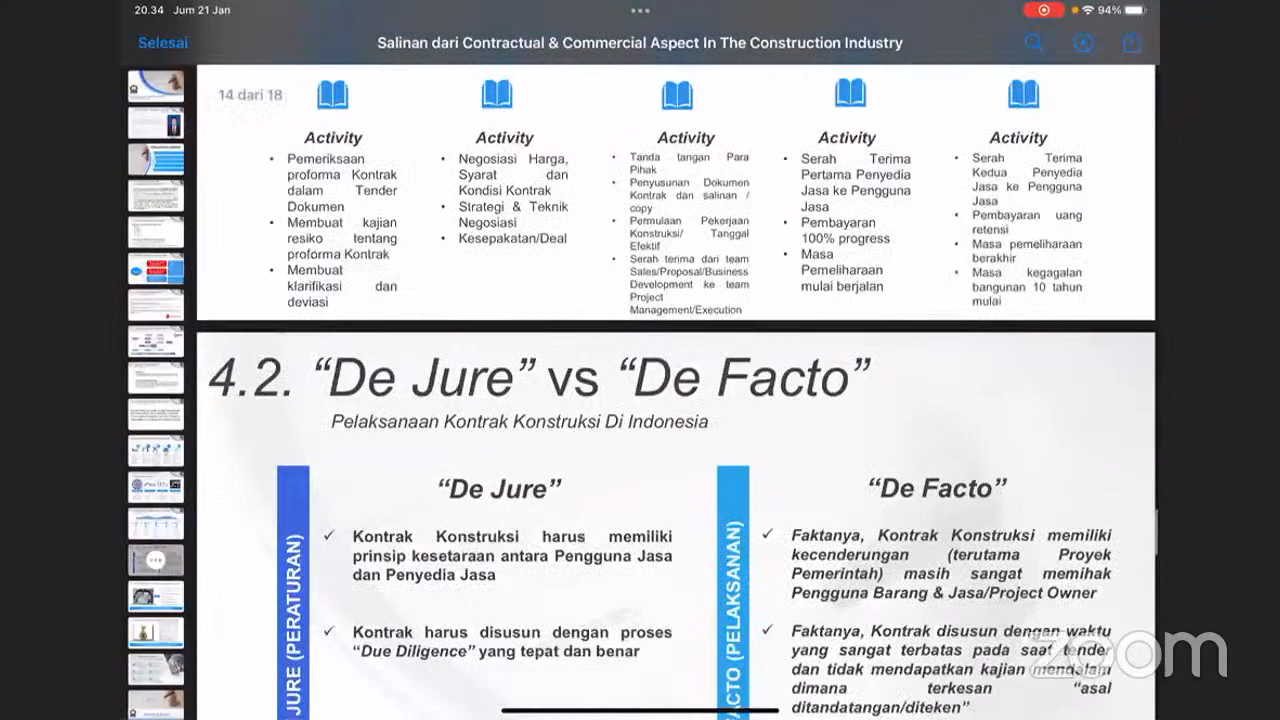 20.34 Jum 21 Jan
94%
Selesai
Salinan dari Contractual & Commercial Aspect In The Construction Industry
14 dari 18
Activity
• Pemeriksaan
proforma Kontrak
dalam Tender
Dokumen
• Membuat kajian
resiko tentang
proforma Kontrak
• Membuat
klarifikasi dan
deviasi
Activity
• Negosiasi Harga,
Syarat dan
Kondisi Kontrak
• Strategi & Teknik
Negosiasi
• Kesepakatan/Deal
Activity
• Tanda tangan Para
Pihak
• Penyusunan Dokumen
Kontrak dan salinan /
copy
• Permulaan Pekerjaan
Konstruksi/ Tanggal
Efektif
• Serah terima dari team
Sales/Proposal/Business
Development ke team
Project
Management/Execution
Activity
• Serah Terima
Pertama Penyedia
Jasa ke Pengguna
Jasa
• Pembayaran
100% progress
• Masa
Pemeliharaan
mulai berjalan
Activity
• Serah Terima
Kedua Penyedia
Jasa ke Pengguna
Jasa
• Pembayaran uang
retensi
• Masa pemeliharaan
berakhir
• Masa kegagalan
bangunan 10 tahun
mulai
4.2. “De Jure” vs “De Facto”
Pelaksanaan Kontrak Konstruksi Di Indonesia
JURE (PERATURAN)
“De Jure”
✓ Kontrak Konstruksi harus memiliki
prinsip kesetaraan antara Pengguna Jasa
dan Penyedia Jasa
✓ Kontrak harus disusun dengan proses
“Due Diligence” yang tepat dan benar
FACTO (PELAKSANAN)
“De Facto”
✓ Faktanya, Kontrak Konstruksi memiliki
kecenerungan (terutama Proyek
Pemerintah) masih sangat memihak
Pengguna Barang & Jasa/Project Owner
✓ Faktanya, Kontrak disusun dengan waktu
yang sangat terbatas pada saat tender
dan tidak mendapatkan kajian mendalam
dimana terkesan “asal
ditandatangan/diteken”
zoom